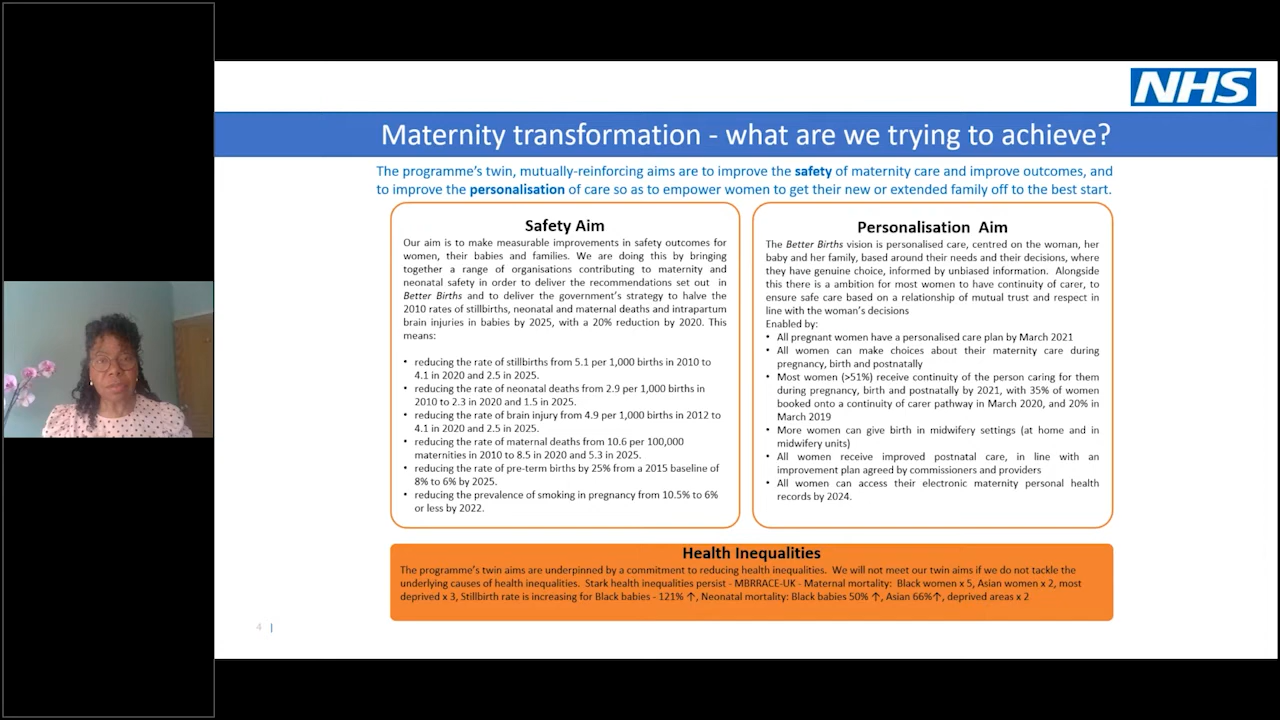 NHS
Maternity transformation - what are we trying to achieve?
The programme's twin, mutually-reinforcing aims are to improve the safety of maternity care and improve outcomes, and
to improve the personalisation of care so as to empower women to get their new or extended family off to the best start.
Safety Aim
Our aim is to make measurable improvements in safety outcomes for
women, their babies and families. We are doing this by bringing
together a range of organisations contributing to maternity and
neonatal safety in order to deliver the recommendations set out in
Better Births and to deliver the government's strategy to halve the
2010 rates of stillbirths, neonatal and maternal deaths and intrapartum
brain injuries in babies by 2025, with a 20% reduction by 2020. This
means:
• reducing the rate of stillbirths from 5.1 per 1,000 births in 2010 to
4.1 in 2020 and 2.5 in 2025.
• reducing the rate of neonatal deaths from 2.9 per 1,000 births in
2010 to 2.3 in 2020 and 1.5 in 2025.
• reducing the rate of brain injury from 4.9 per 1,000 births in 2012 to
4.1 in 2020 and 2.5 in 2025.
• reducing the rate of maternal deaths from 10.6 per 100,000
maternities in 2010 to 8.5 in 2020 and 5.3 in 2025.
• reducing the rate of pre-term births by 25% from a 2015 baseline of
8% to 6% by 2025.
• reducing the prevalence of smoking in pregnancy from 10.5% to 6%
or less by 2022.
Personalisation Aim
The Better Births vision is personalised care, centred on the woman, her
baby and her family, based around their needs and their decisions, where
they have genuine choice, informed by unbiased information. Alongside
this there is a ambition for most women to have continuity of carer, to
ensure safe care based on a relationship of mutual trust and respect in
line with the woman's decisions
Enabled by:
• All pregnant women have a personalised care plan by March 2021
• All women can make choices about their maternity care during
pregnancy, birth and postnatally
• Most women (>51%) receive continuity of the person caring for them
during pregnancy, birth and postnatally by 2021, with 35% of women
booked onto a continuity of carer pathway in March 2020, and 20% in
March 2019
• More women can give birth in midwifery settings (at home and in
midwifery units)
• All women receive improved postnatal care, in line with an
improvement plan agreed by commissioners and providers
• All women can access their electronic maternity personal health
records by 2024.
Health Inequalities
The programme's twin aims are underpinned by a commitment to reducing health inequalities. We will not meet our twin aims if we do not tackle the
underlying causes of health inequalities. Stark health inequalities persist - MBRRACE-UK - Maternal mortality: Black women x 5, Asian women x 2, most
deprived x 3, Stillbirth rate is increasing for Black babies - 121% ↑, Neonatal mortality: Black babies 50% ↑, Asian 66%↑, deprived areas x 2
4 |